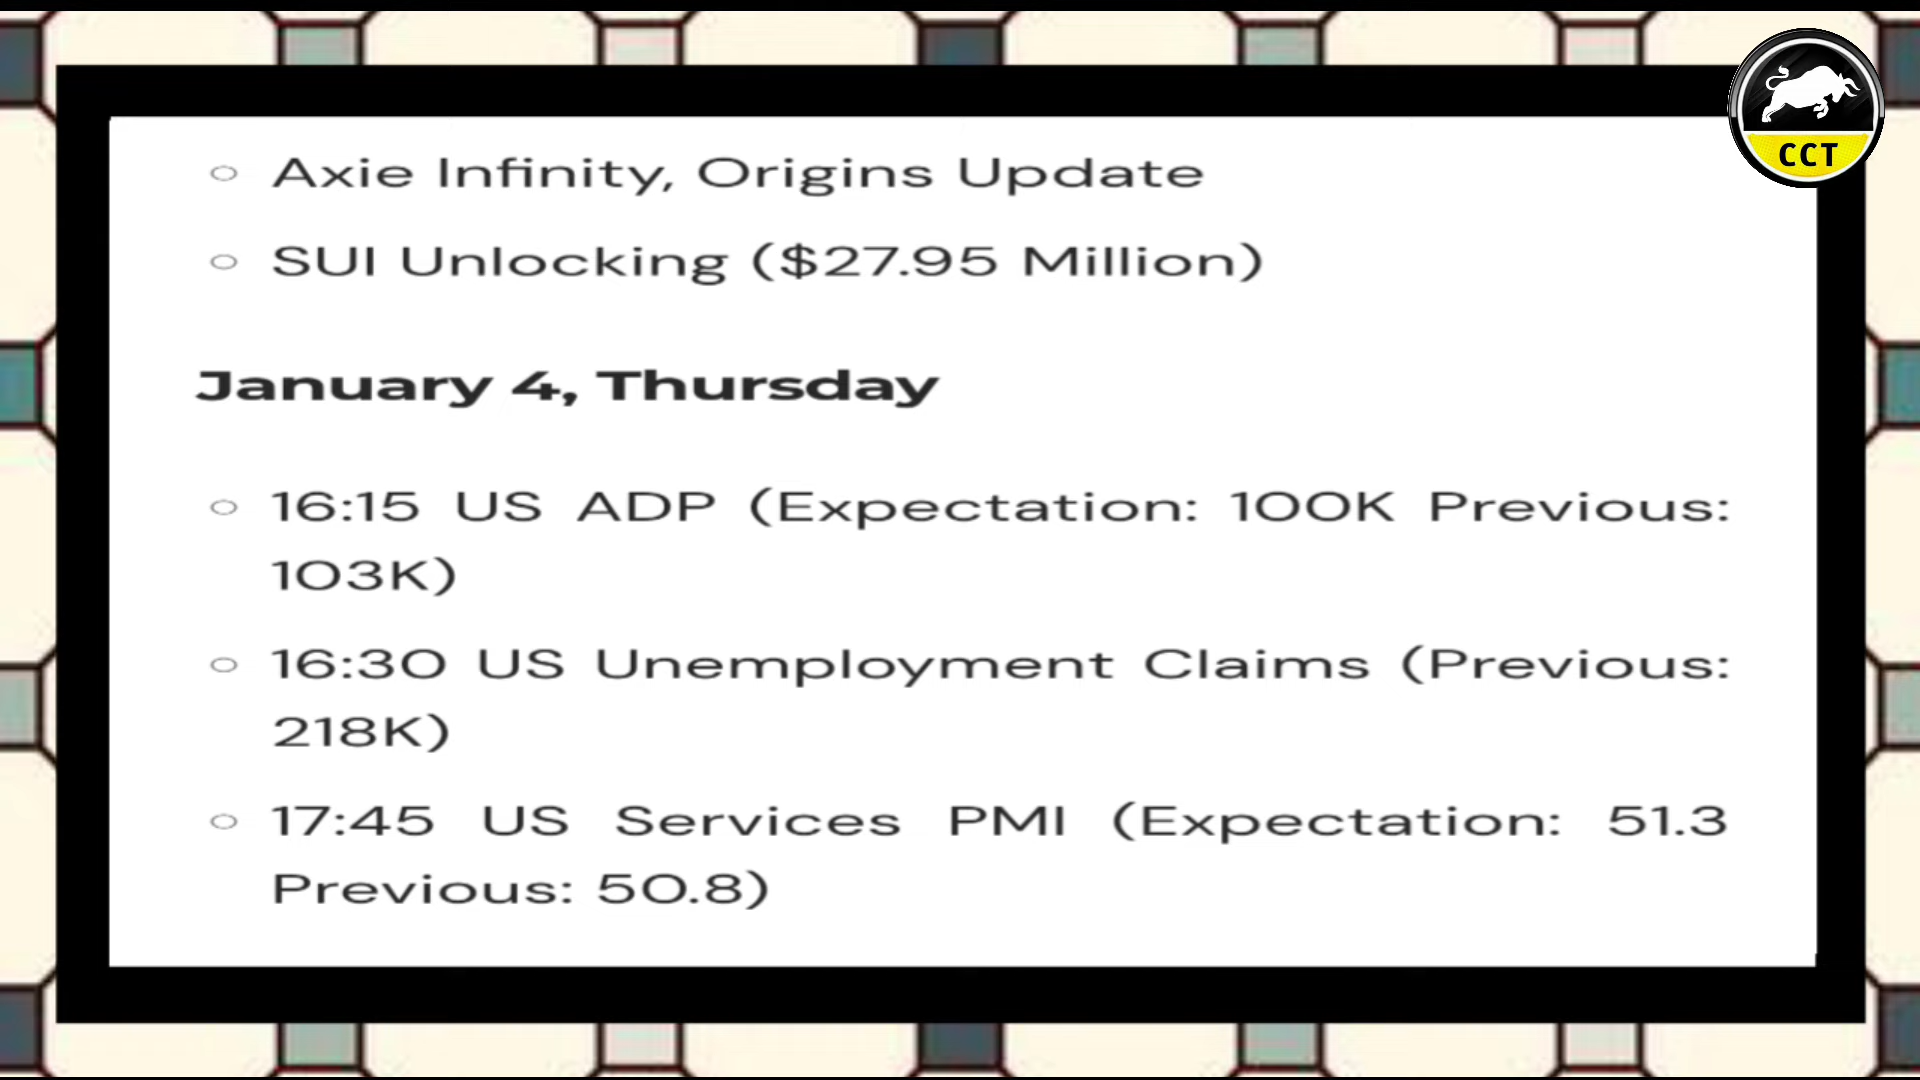 CCT
Axie Infinity, Origins Update
SUI Unlocking ($27.95 Million)
January 4, Thursday
16:15 US ADP (Expectation: 100K Previous:
103K)
16:30 US Unemployment Claims (Previous:
218K)
17:45 US Services PMI (Expectation: 51.3
Previous: 50.8)